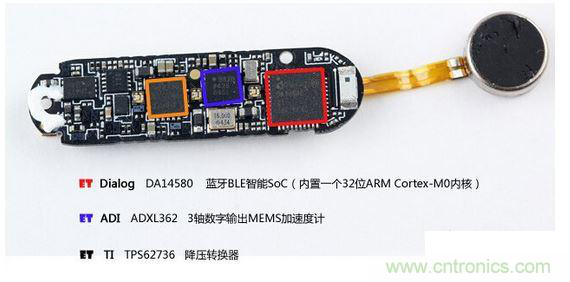 16.000
ET Dialog DA14580 蓝牙BLE智能SoC（内置一个32位ARM Cortex-M0内核）
ET ADI ADXL362 3轴数字输出MEMS加速度计
ET TI TPS62736 降压转换器
www.cntronics.com